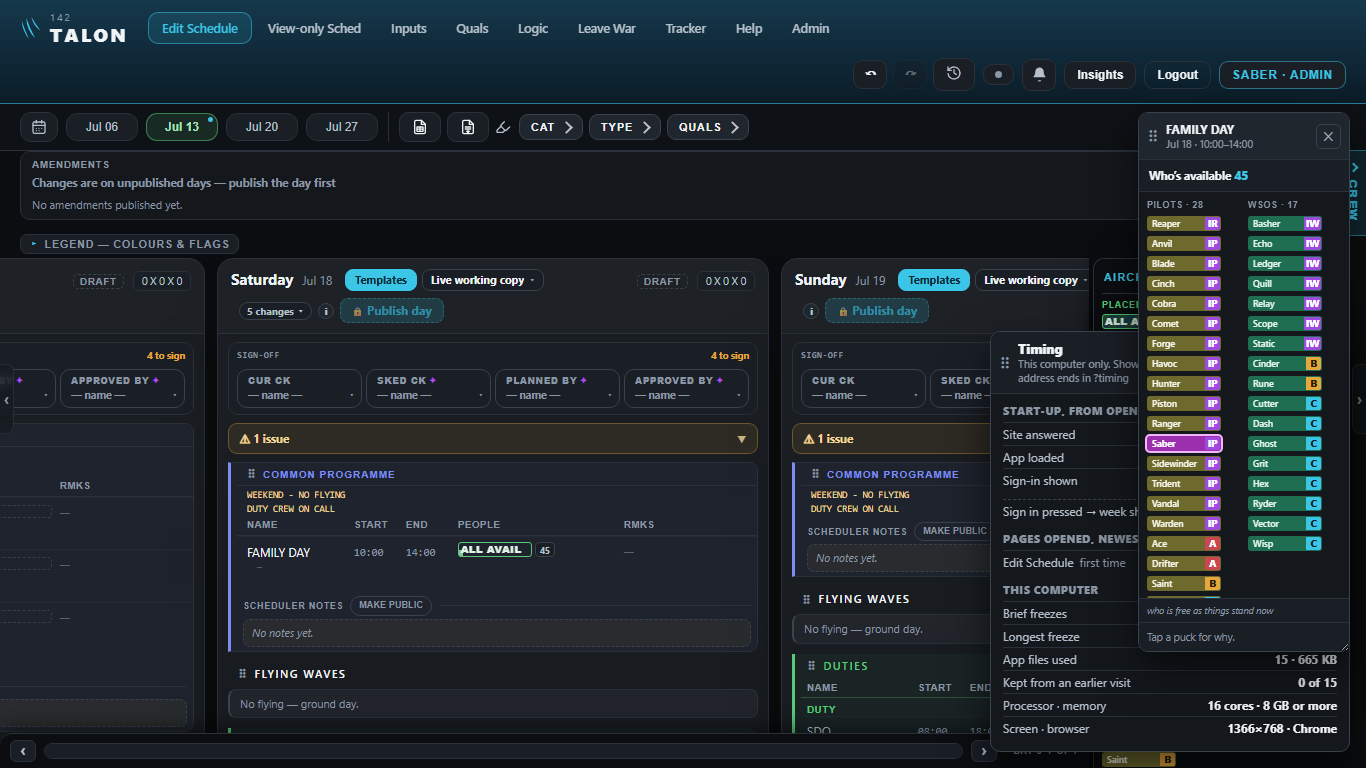 142
TALON
Edit Schedule
View-only Sched
Inputs
Quals
Logic
Leave War
Tracker
Help
Admin
Insights
Logout
SABER · ADMIN
Jul 06
Jul 13
Jul 20
Jul 27
CAT
TYPE
QUALS
AMENDMENTS
Changes are on unpublished days — publish the day first
No amendments published yet.
LEGEND — COLOURS & FLAGS
CREW
DRAFT
0X0X0
4 to sign
APPROVED BY
— name —
RMKS
—
—
—
Saturday Jul 18
Templates
Live working copy
DRAFT
0X0X0
5 changes
i
Publish day
SIGN-OFF
4 to sign
CUR CK
— name —
SKED CK
— name —
PLANNED BY
— name —
APPROVED BY
— name —
1 issue
COMMON PROGRAMME
WEEKEND - NO FLYING
DUTY CREW ON CALL
NAME START END PEOPLE RMKS
FAMILY DAY 10:00 14:00 ALL AVAIL 45 —
—
SCHEDULER NOTES
MAKE PUBLIC
No notes yet.
FLYING WAVES
No flying — ground day.
Sunday Jul 19
Templates
Live working copy
i
Publish day
SIGN-OFF
CUR CK
— name —
SKED CK
— name —
1 issue
COMMON PROGRAMME
WEEKEND - NO FLYING
DUTY CREW ON CALL
SCHEDULER NOTES
MAKE PUBLIC
No notes yet.
FLYING WAVES
No flying — ground day.
DUTIES
NAME START END
DUTY
SDO 08:00
Timing
This computer only. Show
address ends in ?timing
START-UP, FROM OPEN
Site answered
App loaded
Sign-in shown
Sign in pressed → week sh
PAGES OPENED, NEWES
Edit Schedule first time
THIS COMPUTER
Brief freezes
Longest freeze
App files used 15 · 665 KB
Kept from an earlier visit 0 of 15
Processor · memory 16 cores · 8 GB or more
Screen · browser 1366×768 · Chrome
Saint B
FAMILY DAY
Jul 18 · 10:00–14:00
Who's available 45
PILOTS · 28
Reaper IR
Anvil IP
Blade IP
Cinch IP
Cobra IP
Comet IP
Forge IP
Havoc IP
Hunter IP
Piston IP
Ranger IP
Saber IP
Sidewinder IP
Trident IP
Vandal IP
Warden IP
Ace A
Drifter A
Saint B
WSOS · 17
Basher IW
Echo IW
Ledger IW
Quill IW
Relay IW
Scope IW
Static IW
Cinder B
Rune B
Cutter C
Dash C
Ghost C
Grit C
Hex C
Ryder C
Vector C
Wisp C
who is free as things stand now
Tap a puck for why.